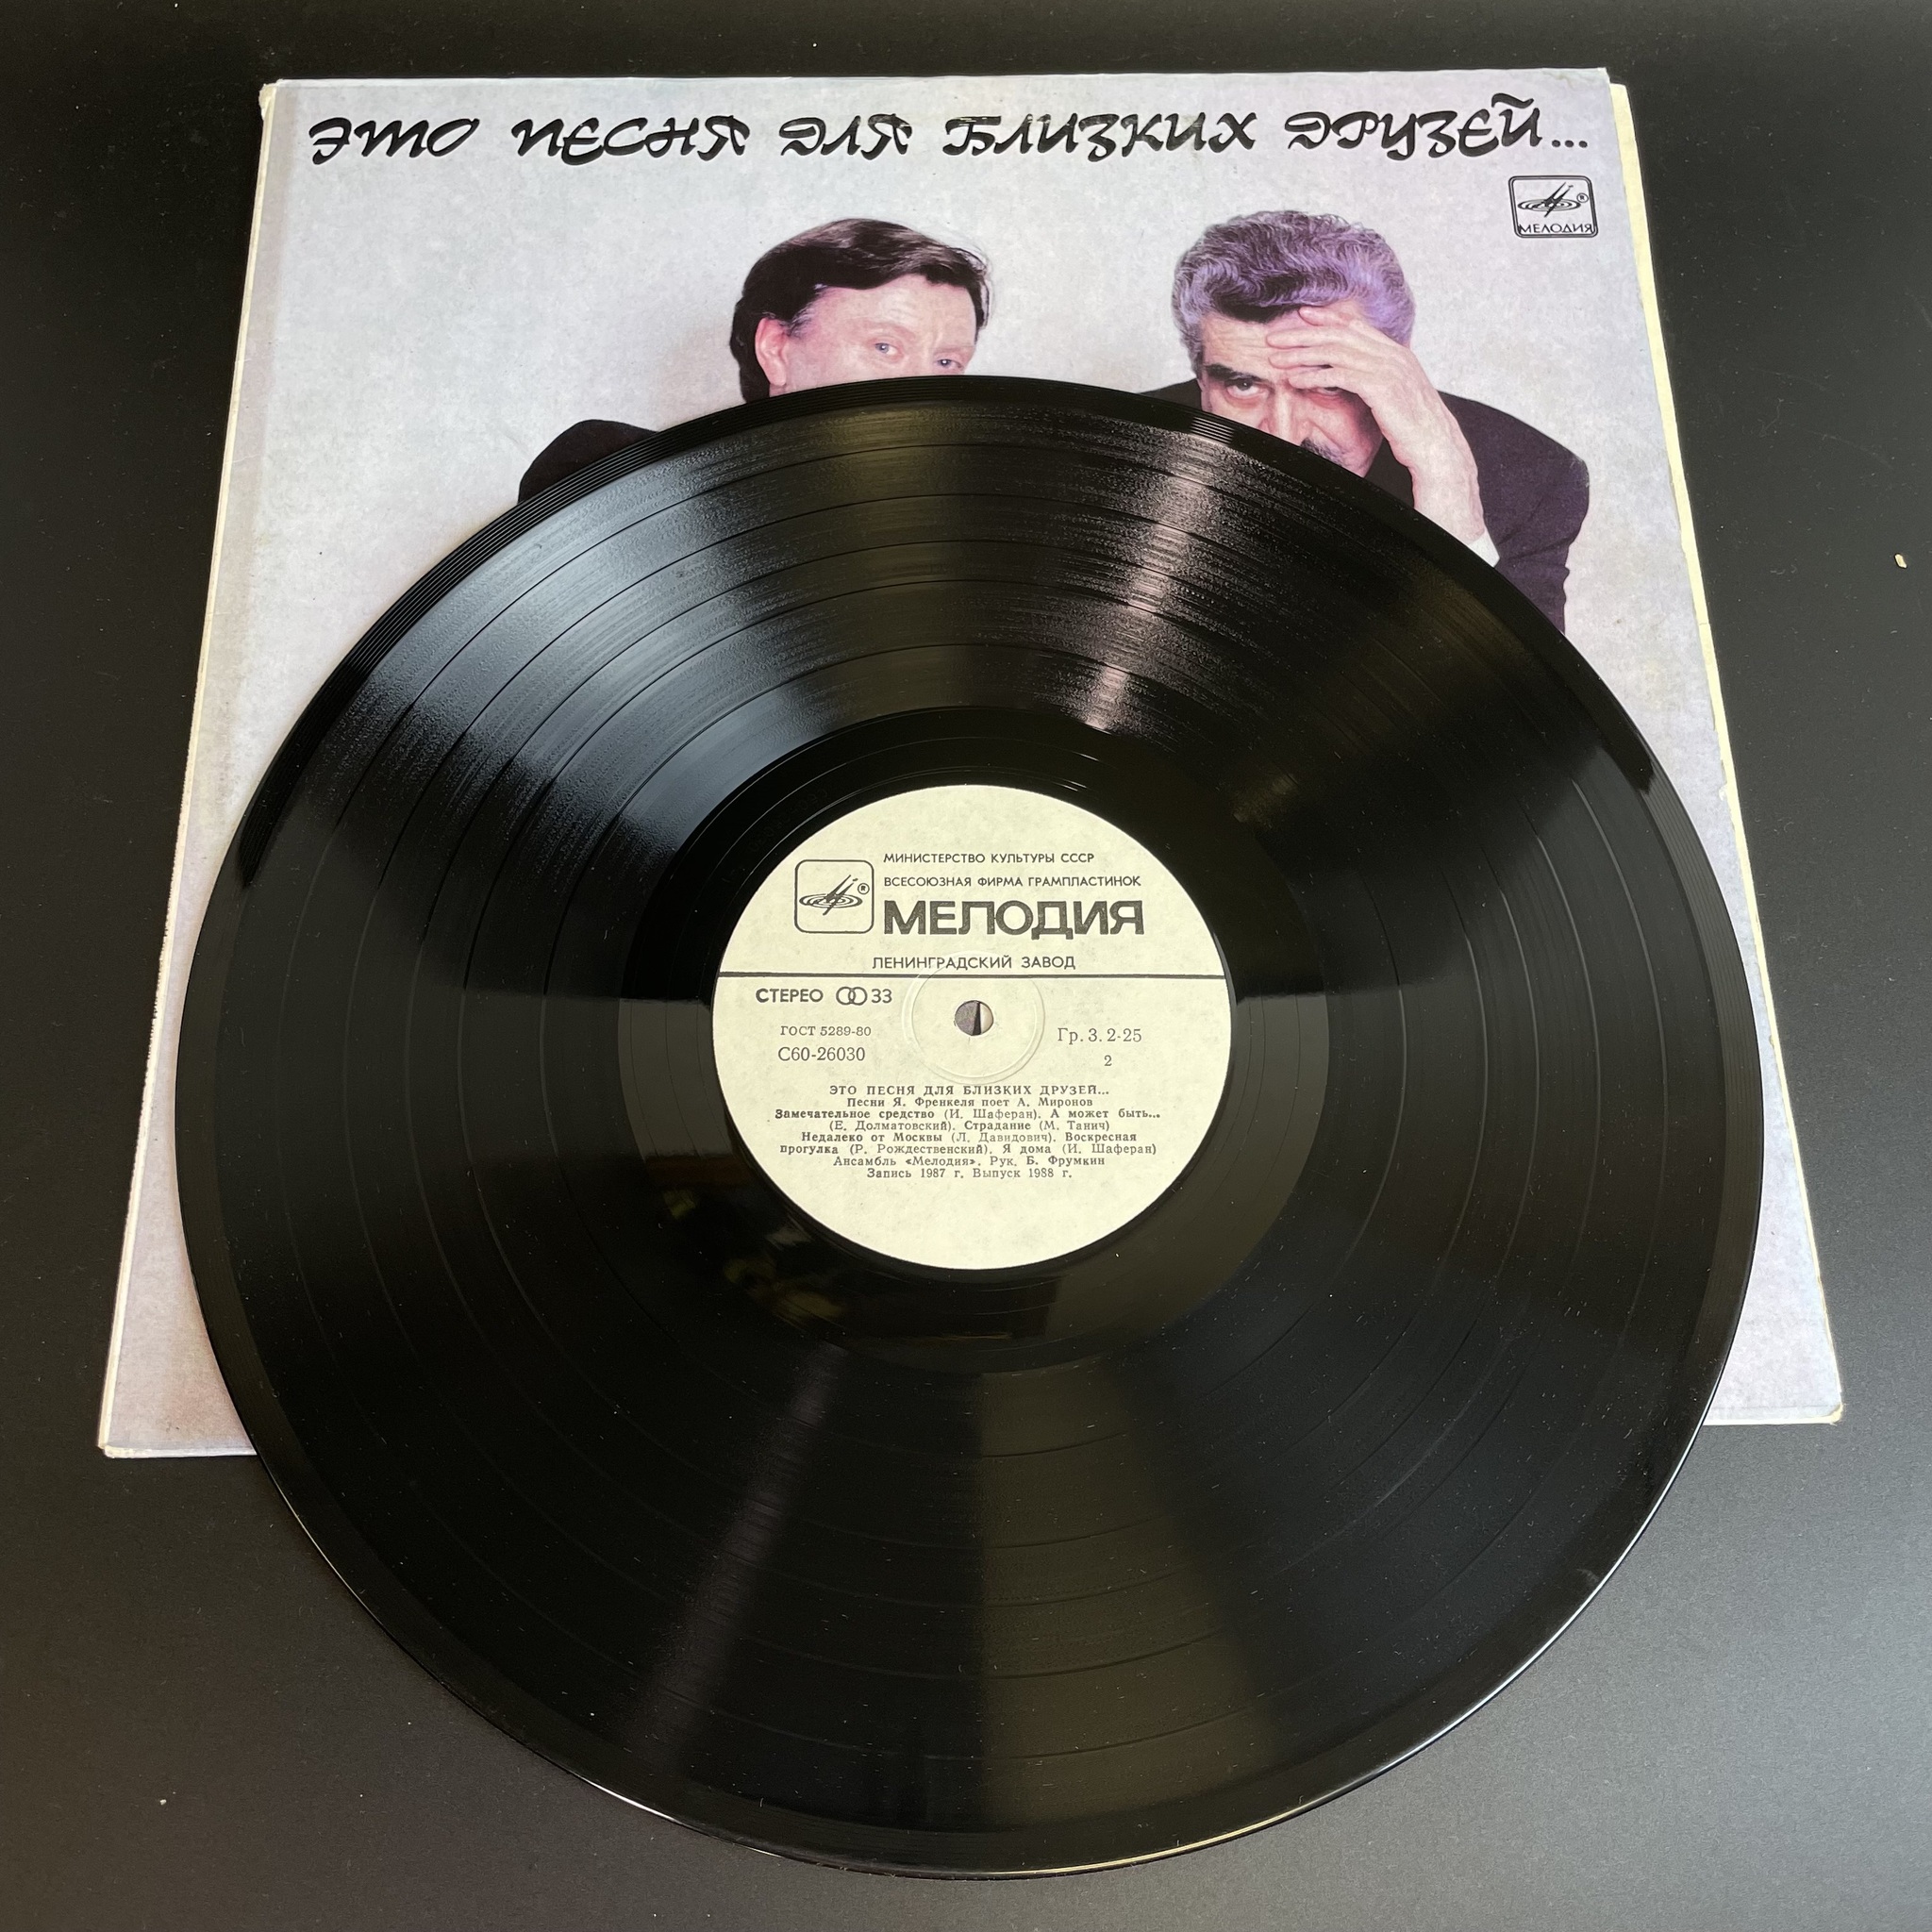 ЭТО ПЕСНЯ ДЛЯ БЛИЗКИХ ДРУЗЕЙ...
МЕЛОДИЯ
МИНИСТЕРСТВО КУЛЬТУРЫ СССР
ВСЕСОЮЗНАЯ ФИРМА ГРАМПЛАСТИНОК
МЕЛОДИЯ
ЛЕНИНГРАДСКИЙ ЗАВОД
СТЕРЕО 33
ГОСТ 5289-80
С60-26030
Гр. 3. 2-25
2
ЭТО ПЕСНЯ ДЛЯ БЛИЗКИХ ДРУЗЕЙ...
Песни Я. Френкеля поет А. Миронов
Замечательное средство (И. Шаферан). А может быть...
(Е. Долматовский). Страдание (М. Танич)
Недалеко от Москвы (Л. Давидович). Воскресная
прогулка (Р. Рождественский). Я дома (И. Шаферан)
Ансамбль «Мелодия». Рук. Б. Фрумкин
Запись 1987 г. Выпуск 1988 г.